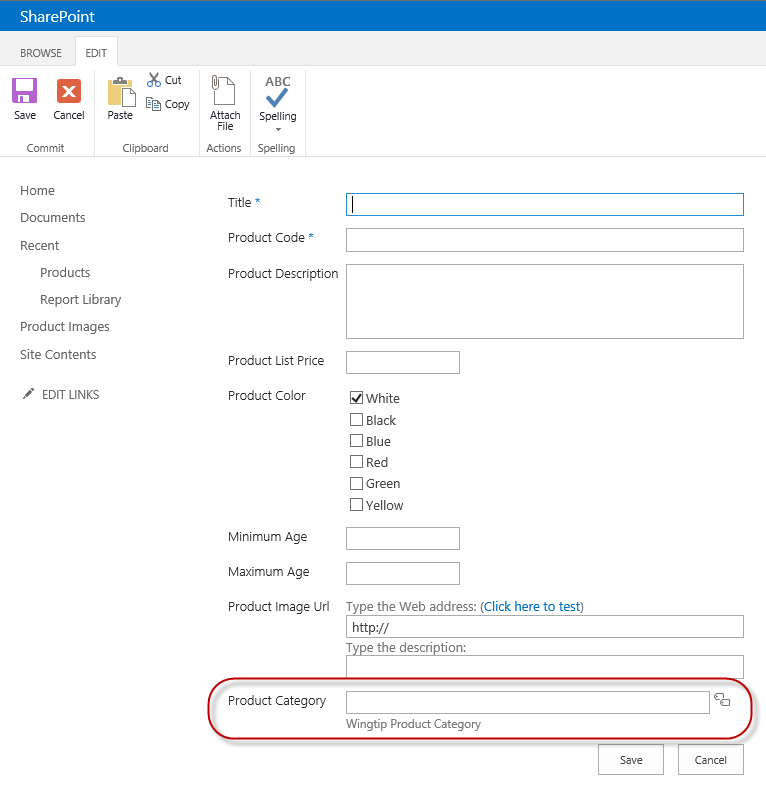 SharePoint
BROWSE EDIT
Save Cancel Paste Cut
Copy
Attach
File
ABC
Spelling
Commit Clipboard Actions Spelling
Home
Documents
Recent
Products
Report Library
Product Images
Site Contents
EDIT LINKS
Title *
Product Code *
Product Description
Product List Price
Product Color
White
Black
Blue
Red
Green
Yellow
Minimum Age
Maximum Age
Product Image Url Type the Web address: (Click here to test)
http://
Type the description:
Product Category
Wingtip Product Category
Save Cancel